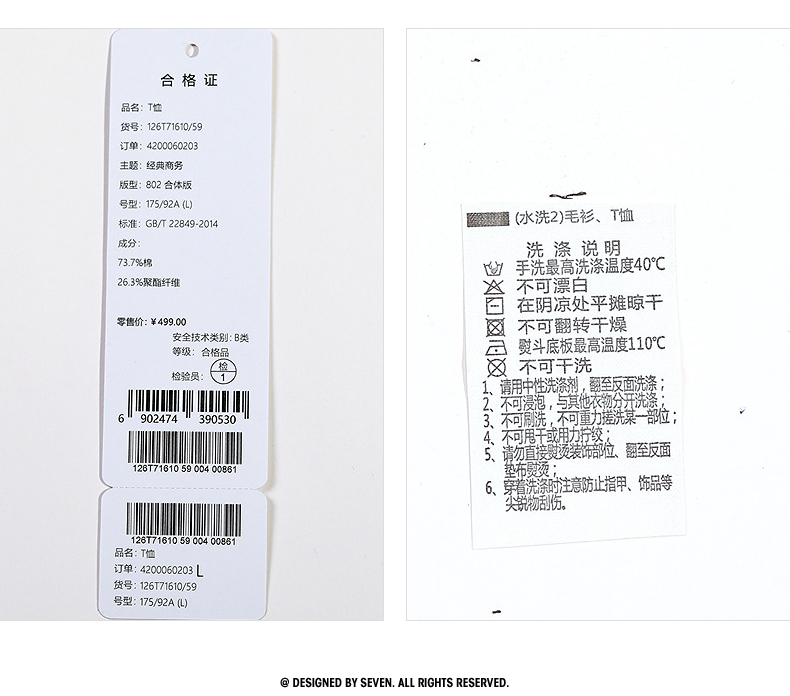 合格证
品名：T恤
货号：126T71610/59
订单：4200060203
主题：经典商务
版型：802 合体版
号型：175/92A (L)
标准：GB/T 22849-2014
成分：
73.7%棉
26.3%聚酯纤维
零售价：¥499.00
安全技术类别：B类
等级：合格品
检验员：检 1
6 902474 390530
126T71610 59 004 00861
126T71610 59 004 00861
品名：T恤
订单：4200060203 L
货号：126T71610/59
号型：175/92A (L)
(水洗2)毛衫、T恤
洗涤说明
手洗最高洗涤温度40℃
不可漂白
在阴凉处平摊晾干
不可翻转干燥
熨斗底板最高温度110℃
不可干洗
1、请用中性洗涤剂，翻至反面洗涤；
2、不可浸泡，与其他衣物分开洗涤；
3、不可刷洗，不可重力搓洗某一部位；
4、不可甩干或用力拧绞；
5、请勿直接熨烫装饰部位、翻至反面
垫布熨烫；
6、穿着洗涤时注意防止指甲、饰品等
尖锐物刮伤。
@ DESIGNED BY SEVEN. ALL RIGHTS RESERVED.